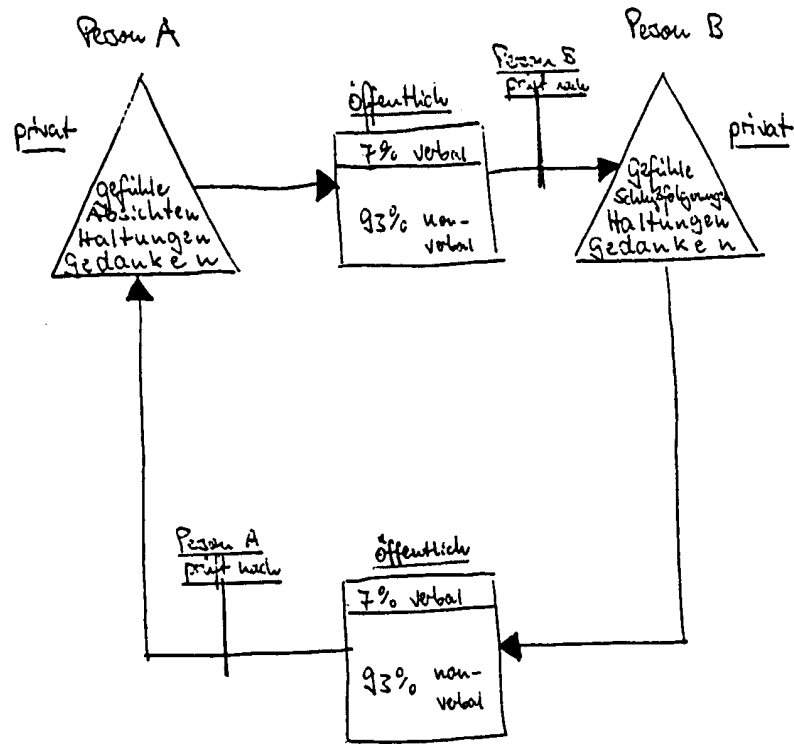 Person A
Person B
privat
öffentlich
Person B
prüft nach
privat
7% verbal
93% non-
verbal
Gefühle
Absichten
Haltungen
Gedanken
Gefühle
Schlußfolgerungen
Haltungen
Gedanken
Person A
prüft nach
öffentlich
7% verbal
93% non-
verbal